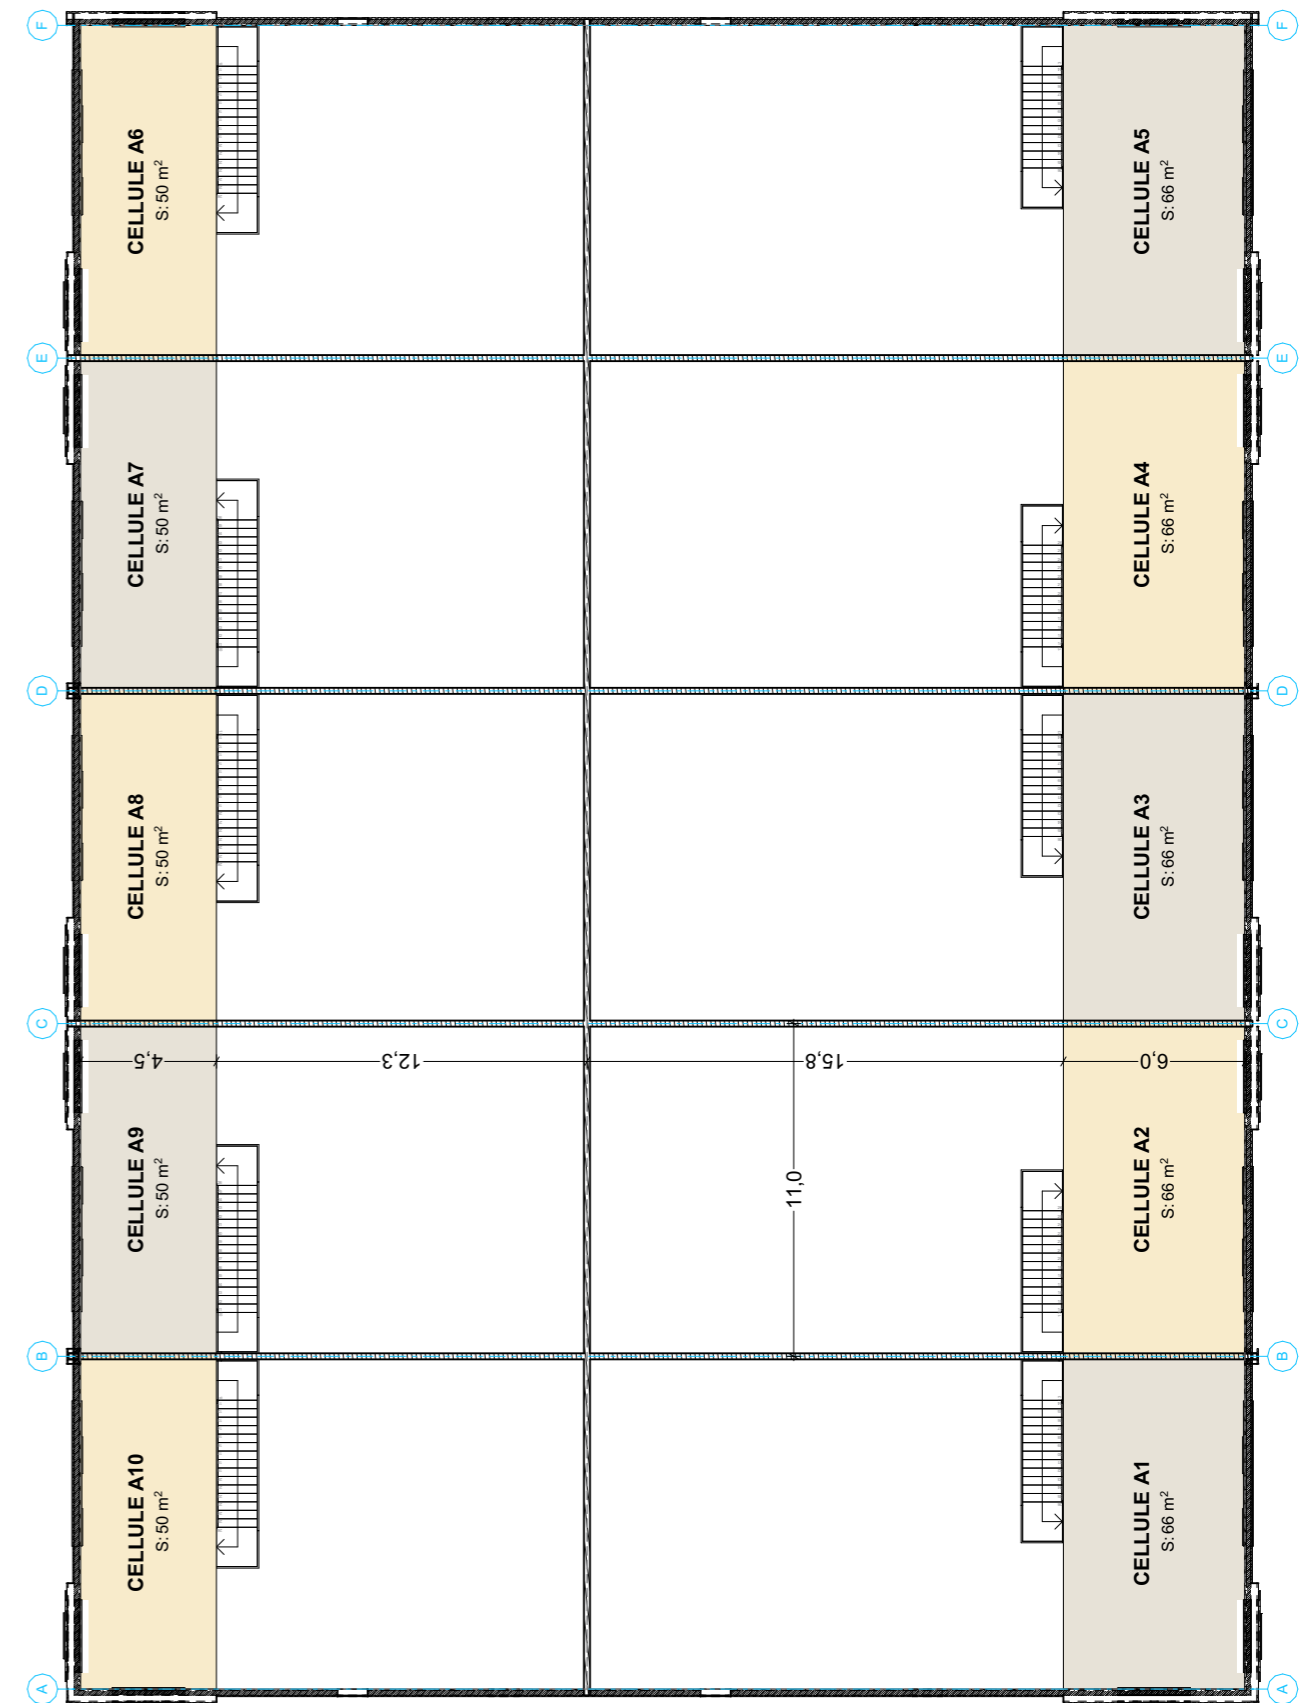 F
F
CELLULE A6
S: 50 m²
CELLULE A5
S: 66 m²
E
E
CELLULE A7
S: 50 m²
CELLULE A4
S: 66 m²
D
D
CELLULE A8
S: 50 m²
CELLULE A3
S: 66 m²
C
C
4,5
12,3
15,8
6,0
CELLULE A9
S: 50 m²
11,0
CELLULE A2
S: 66 m²
B
B
CELLULE A10
S: 50 m²
CELLULE A1
S: 66 m²
A
A